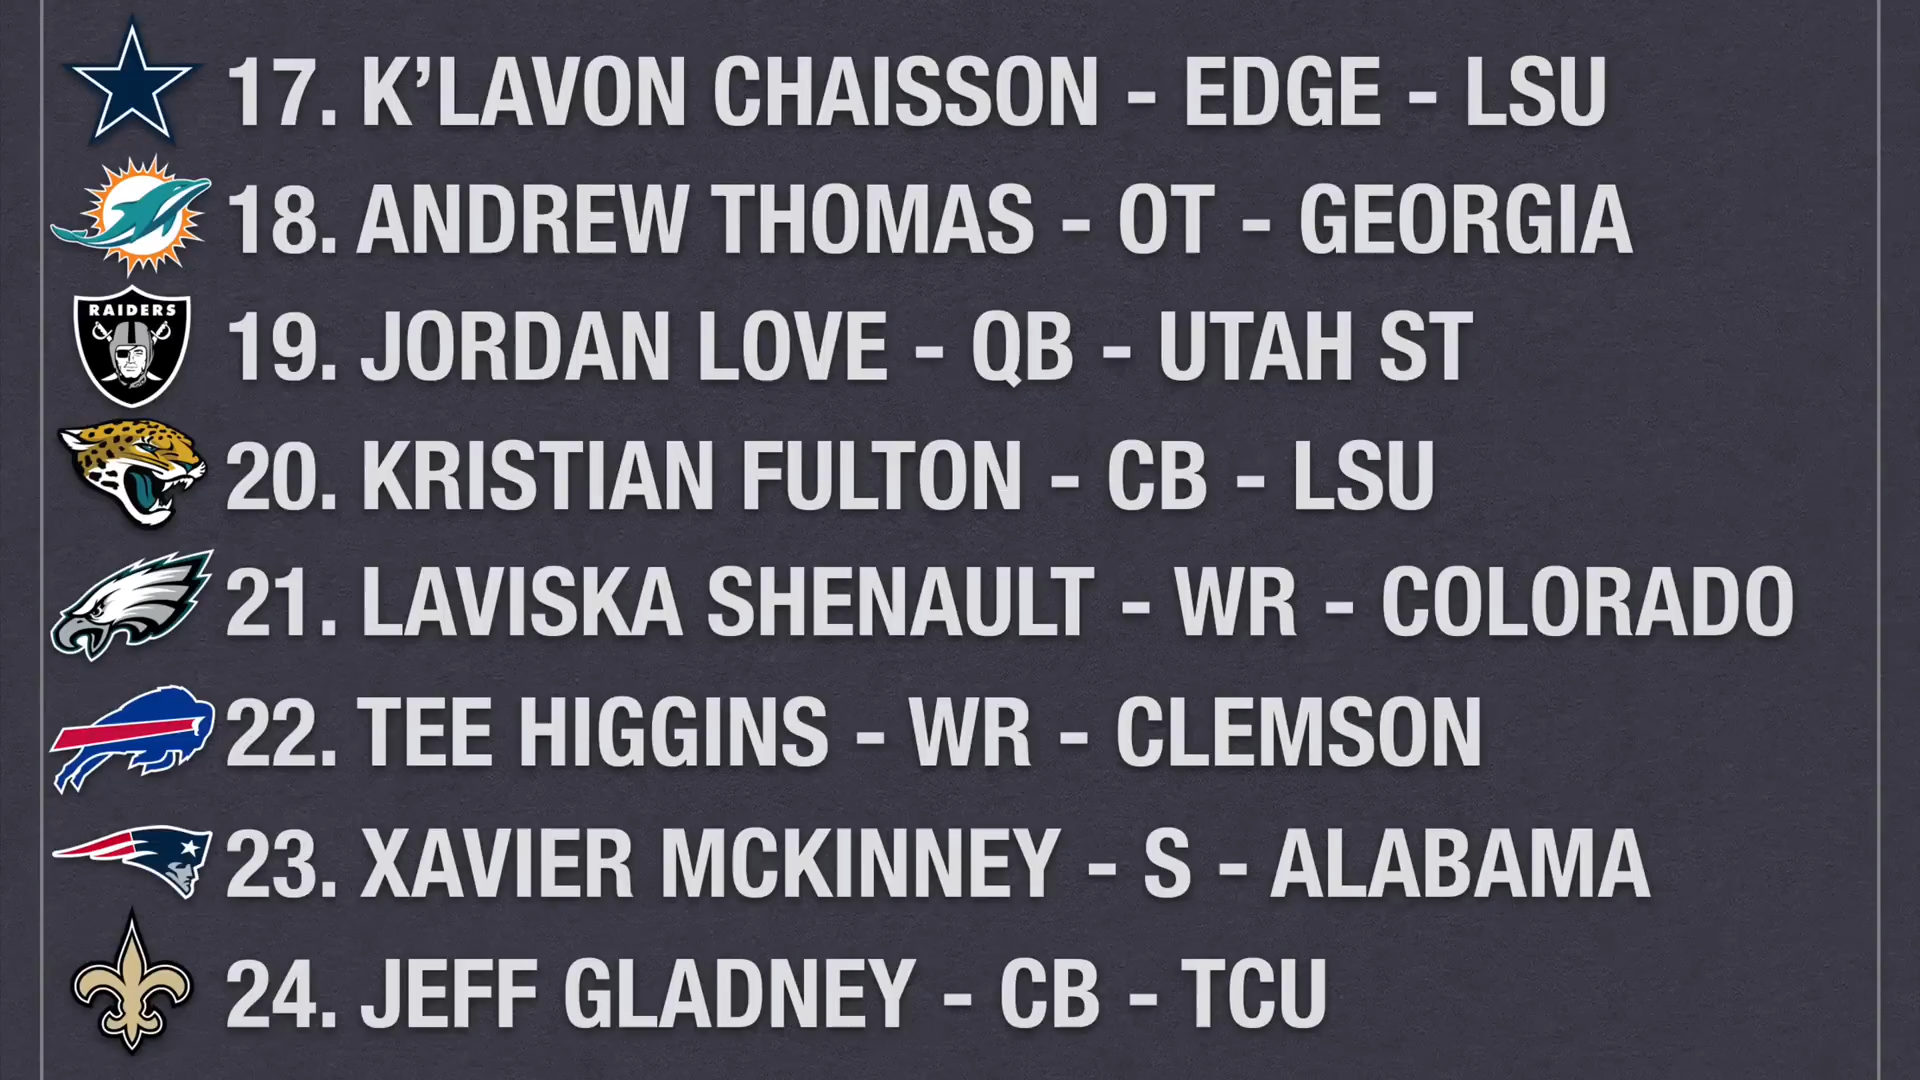 17. K’LAVON CHAISSON - EDGE - LSU
18. ANDREW THOMAS - OT - GEORGIA
RAIDERS
19. JORDAN LOVE - QB - UTAH ST
20. KRISTIAN FULTON - CB - LSU
21. LAVISKA SHENAULT - WR - COLORADO
22. TEE HIGGINS - WR - CLEMSON
23. XAVIER MCKINNEY - S - ALABAMA
24. JEFF GLADNEY - CB - TCU